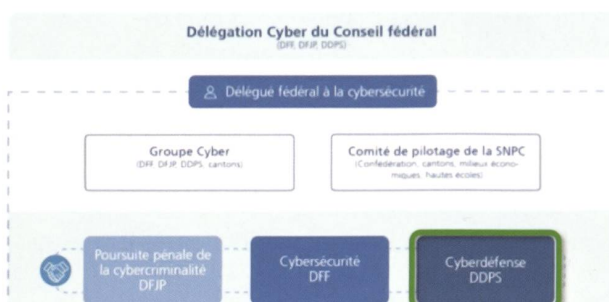 Délégation Cyber du Conseil fédéral
(DFF, DFJP, DDPS)
Délégué fédéral à la cybersécurité
Groupe Cyber
(DFF, DFJP, DDPS, cantons)
Comité de pilotage de la SNPC
(Confédération, cantons, milieux écono-
miques, hautes écoles)
Poursuite pénale de
la cybercriminalité
DFJP
Cybersécurité
DFF
Cyberdéfense
DDPS